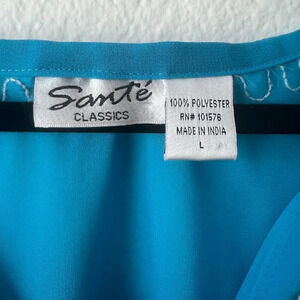 Santé
CLASSICS
100% POLYESTER
RN# 101576
MADE IN INDIA
L